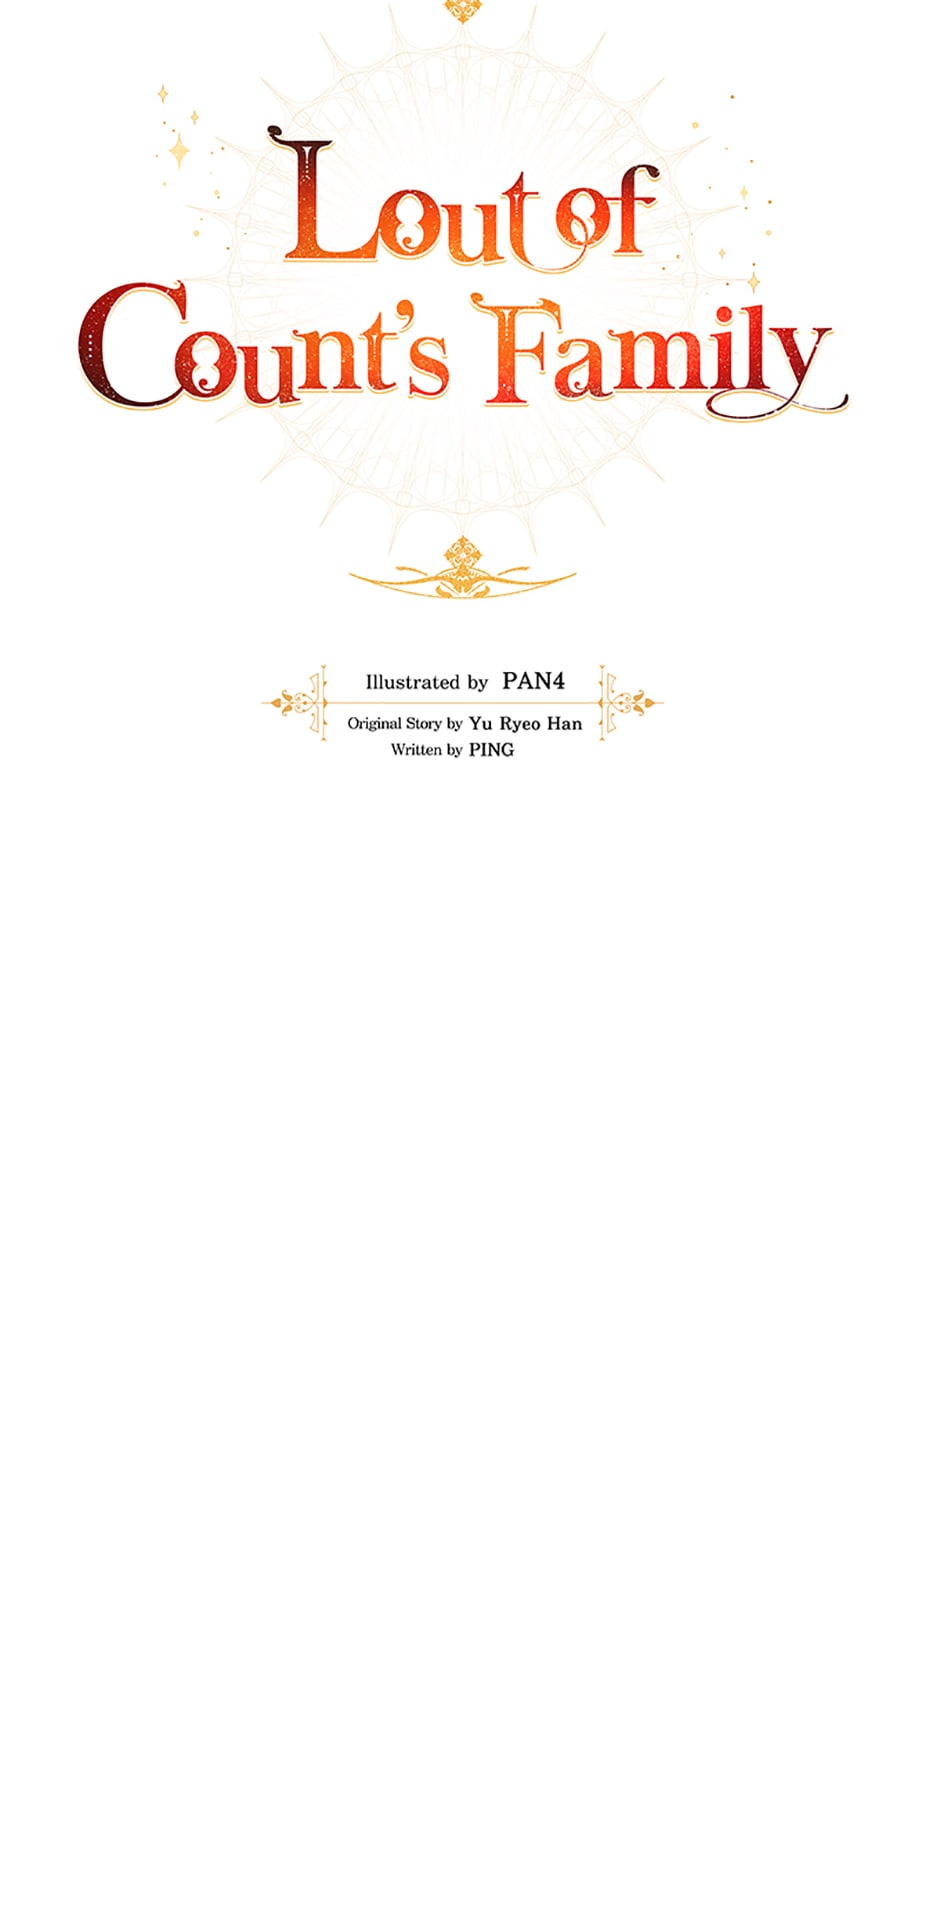 Lout of
Count's Family
Illustrated by PAN4
Original Story by Yu Ryeo Han
Written by PING